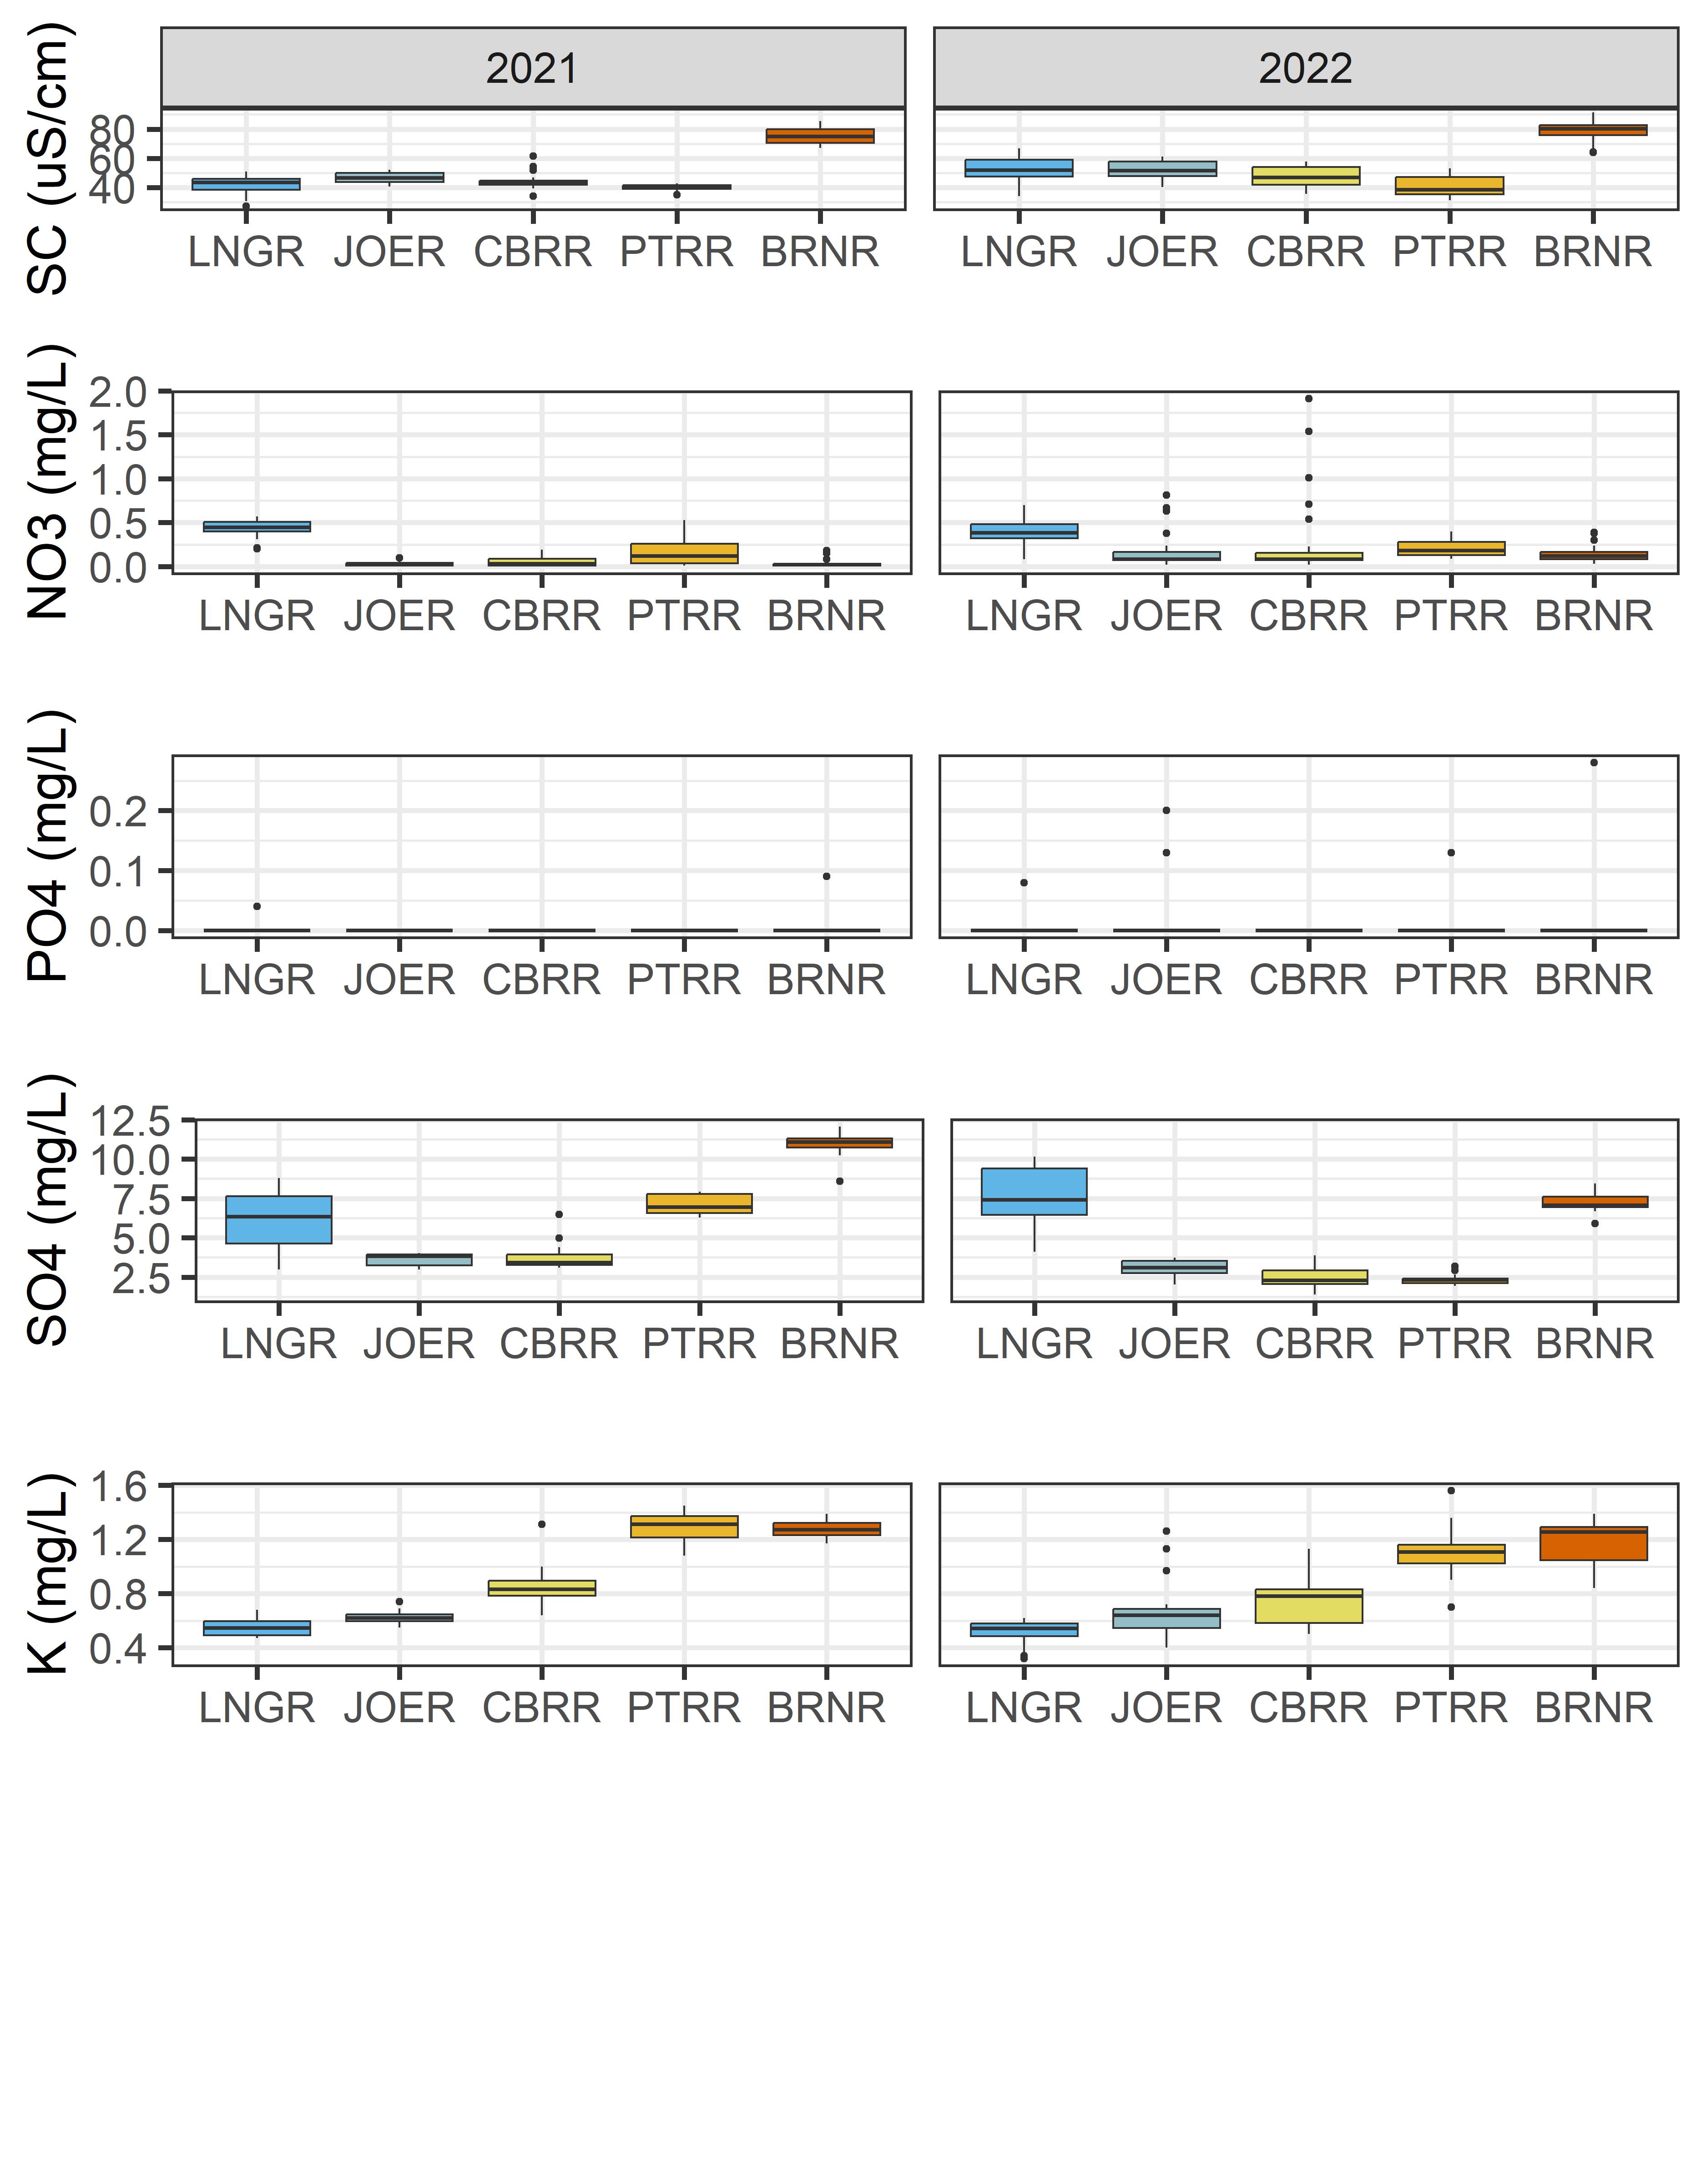 2021 2022
SC (uS/cm)
80
60
40
LNGR JOER CBRR PTRR BRNR LNGR JOER CBRR PTRR BRNR
NO3 (mg/L)
2.0
1.5
1.0
0.5
0.0
LNGR JOER CBRR PTRR BRNR LNGR JOER CBRR PTRR BRNR
PO4 (mg/L)
0.2
0.1
0.0
LNGR JOER CBRR PTRR BRNR LNGR JOER CBRR PTRR BRNR
SO4 (mg/L)
12.5
10.0
7.5
5.0
2.5
LNGR JOER CBRR PTRR BRNR LNGR JOER CBRR PTRR BRNR
K (mg/L)
1.6
1.2
0.8
0.4
LNGR JOER CBRR PTRR BRNR LNGR JOER CBRR PTRR BRNR